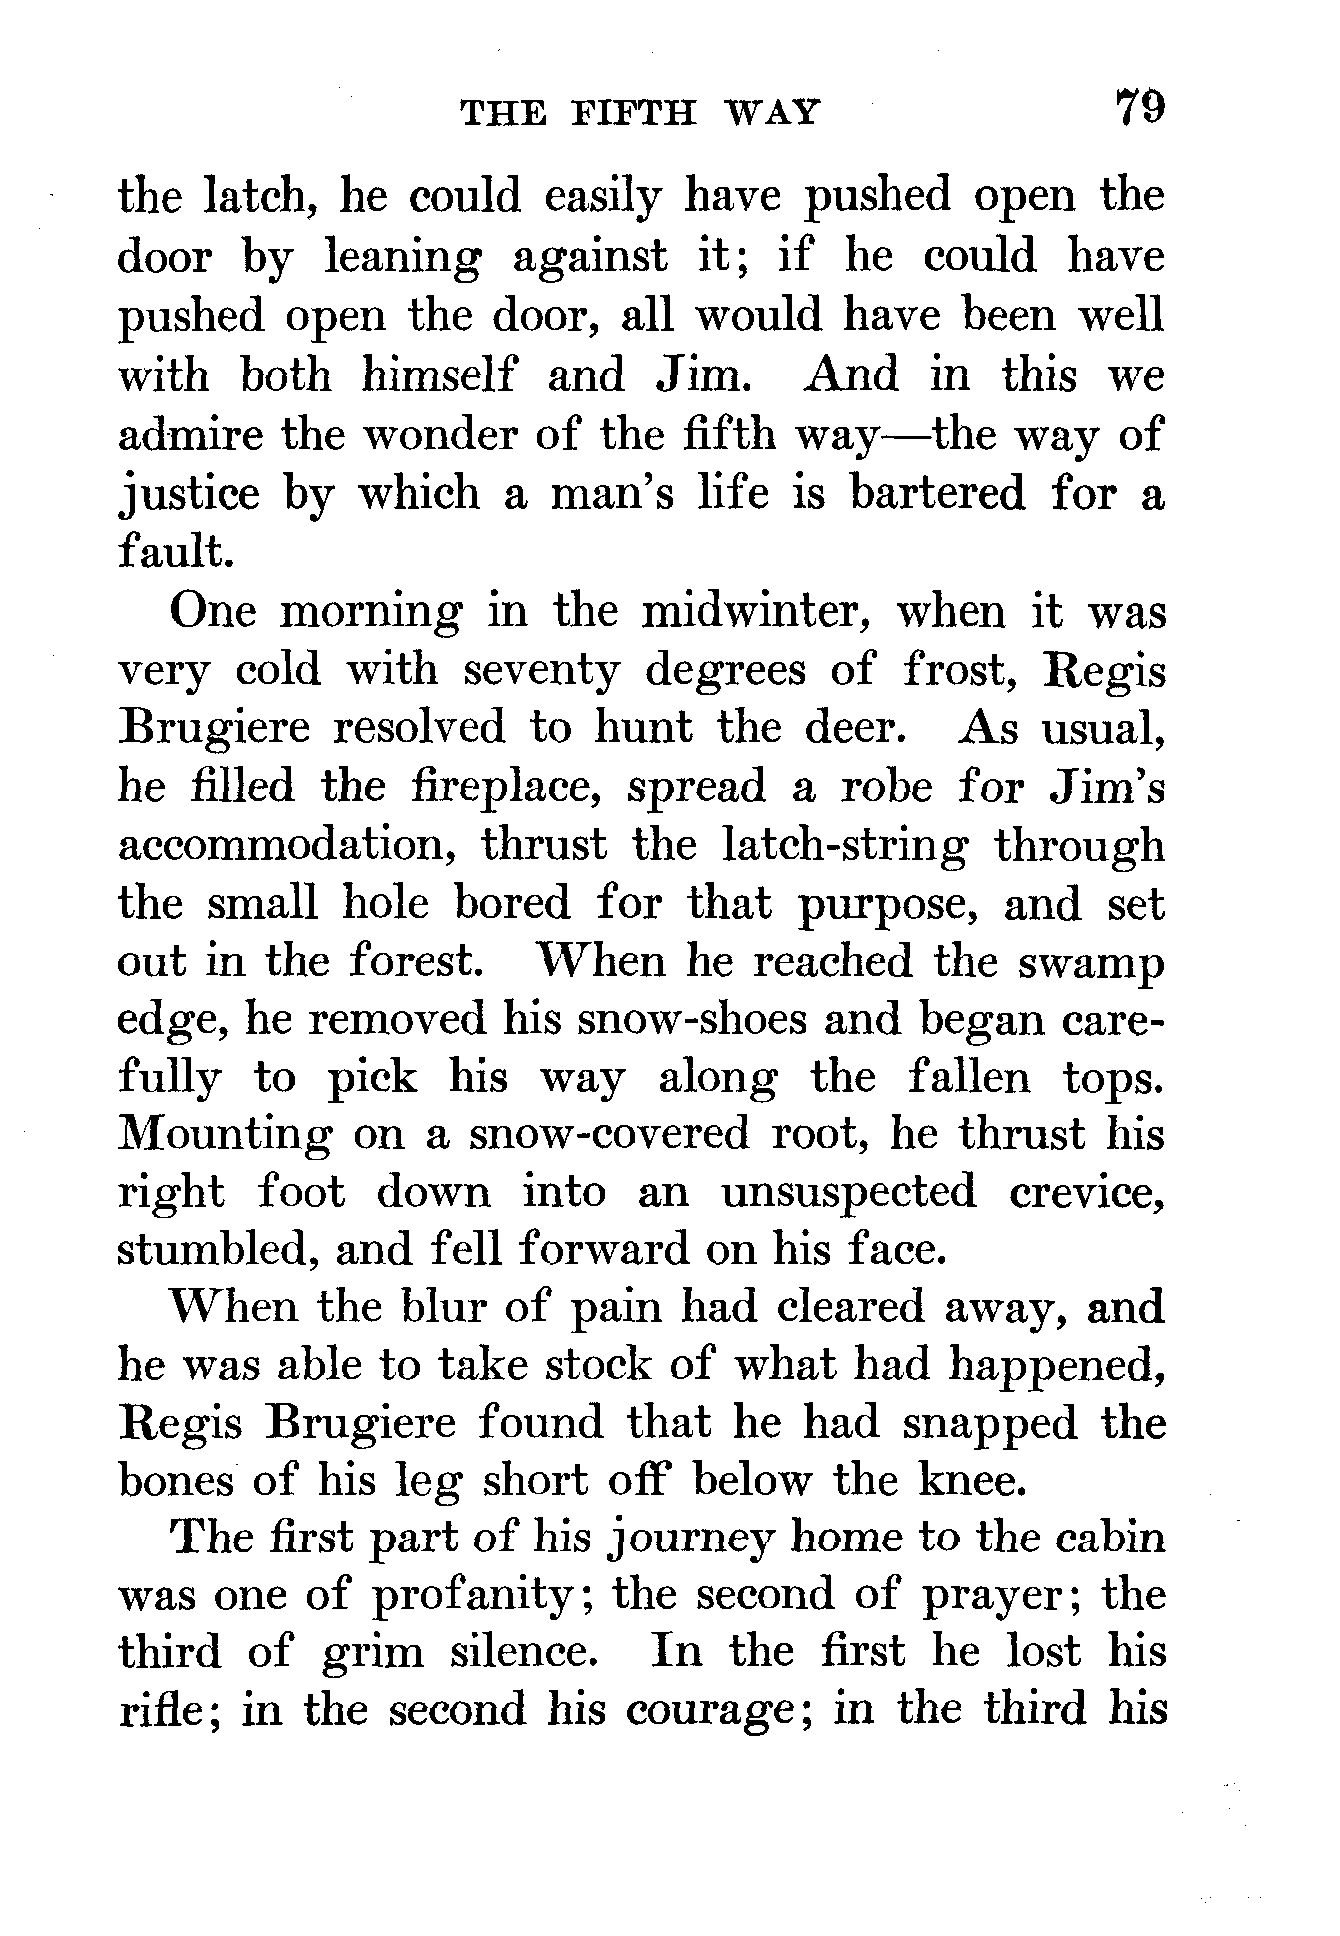 THE FIFTH WAY 79
the latch, he could easily have pushed open the
door by leaning against it; if he could have
pushed open the door, all would have been well
with both himself and Jim. And in this we
admire the wonder of the fifth way—the way of
justice by which a man's life is bartered for a
fault.
One morning in the midwinter, when it was
very cold with seventy degrees of frost, Regis
Brugiere resolved to hunt the deer. As usual,
he filled the fireplace, spread a robe for Jim's
accommodation, thrust the latch-string through
the small hole bored for that purpose, and set
out in the forest. When he reached the swamp
edge, he removed his snow-shoes and began care-
fully to pick his way along the fallen tops.
Mounting on a snow-covered root, he thrust his
right foot down into an unsuspected crevice,
stumbled, and fell forward on his face.
When the blur of pain had cleared away, and
he was able to take stock of what had happened,
Regis Brugiere found that he had snapped the
bones of his leg short off below the knee.
The first part of his journey home to the cabin
was one of profanity; the second of prayer; the
third of grim silence. In the first he lost his
rifle; in the second his courage; in the third his